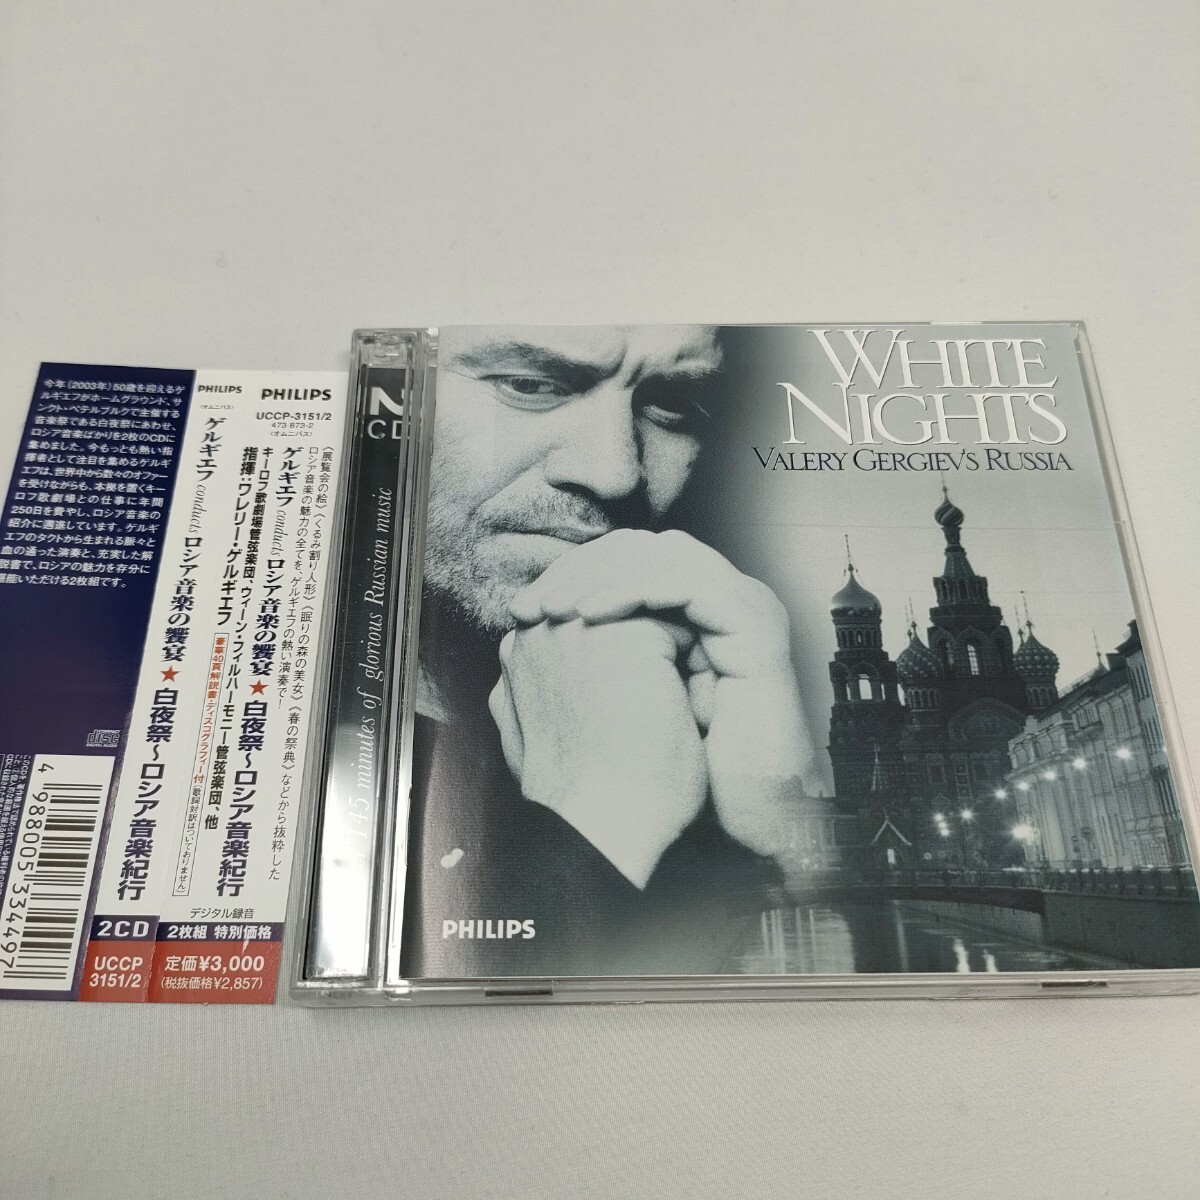 今年(2003年)50歳を迎えるゲ
ルギエフがホームグラウンド、サ
ンクト・ペテルブルクで主催する
音楽祭である白夜祭にあわせ、
ロシア音楽ばかりを2枚のCDに
集めました。今もっとも熱い指
揮者として注目を集めるゲルギ
エフは、世界中から数々のオファー
を受けながらも、本拠を置くキー
ロフ歌劇場との仕事に年間
250日を費やし、ロシア音楽の
紹介に邁進しています。ゲルギ
エフのタクトから生まれる脈々と
血の通った演奏と、充実した解
説書で、ロシアの魅力を存分に
堪能いただける2枚組です。
disc
DIGITAL AUDIO
4 988005 334497
PHILIPS
〈オムニバス〉
ゲルギエフ conducts ロシア音楽の饗宴★白夜祭〜ロシア音楽紀行
2CD
UCCP
3151/2
PHILIPS
UCCP-3151/2
473 873-2
〈オムニバス〉
《展覧会の絵》《くるみ割り人形》《眠りの森の美女》《春の祭典》などから抜粋した
ロシア音楽の魅力の全てを、ゲルギエフの熱い演奏で!
ゲルギエフ conducts ロシア音楽の饗宴★白夜祭〜ロシア音楽紀行
キーロフ歌劇場管弦楽団、ウィーン・フィルハーモニー管弦楽団、他
指揮:ワレリー・ゲルギエフ
豪華40頁解説書・ディスコグラフィー付(歌詞対訳はついておりません)
デジタル録音
2枚組 特別価格
定価¥3,000
(税抜価格¥2,857)
2
CD
145 minutes of glorious Russian music
WHITE
NIGHTS
VALERY GERGIEV'S RUSSIA
PHILIPS